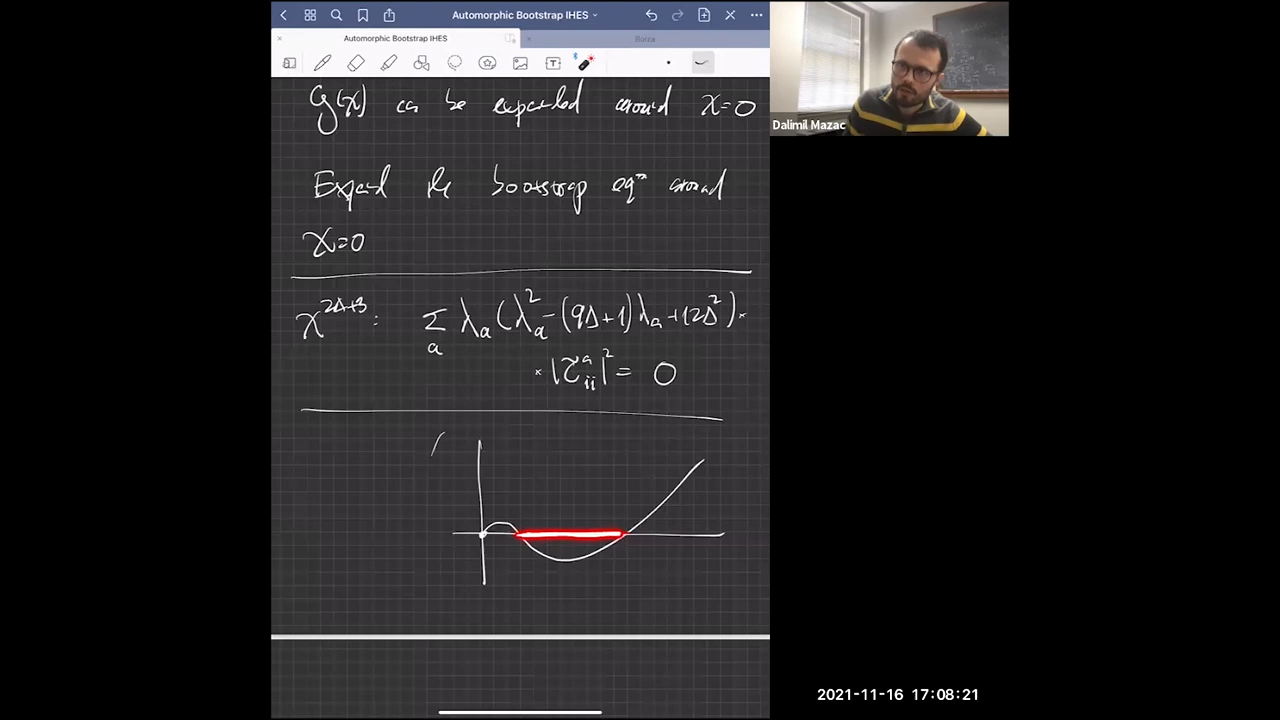 Automorphic Bootstrap IHES
Automorphic Bootstrap IHES
Borza
G(χ) can be expanded around χ=0
Expand the bootstrap eqⁿ around
χ=0
χ^{2Δ+3} : Σ_a λ_a (λ_a^2 - (9Δ+1)λ_a + 12Δ^2) ×
× |τ^a_{ii}|^2 = 0
Dalimil Mazac
2021-11-16 17:08:21